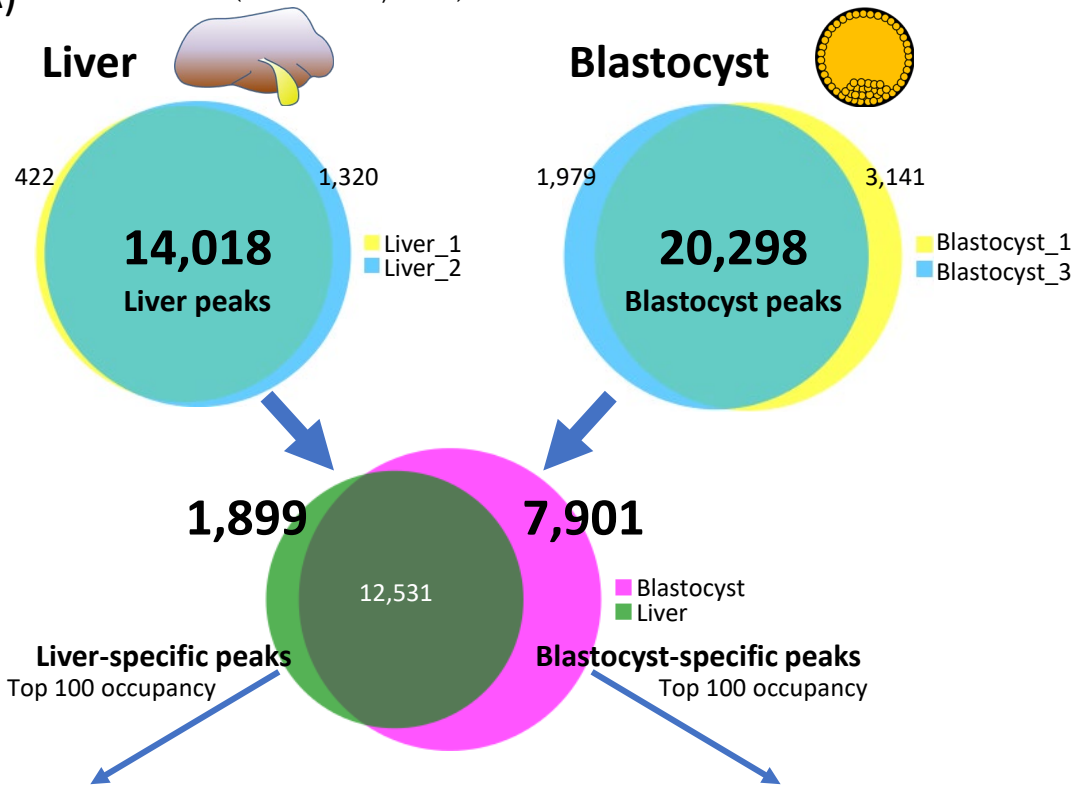 Liver
Blastocyst
422
1,320
1,979
3,141
14,018
Liver peaks
Liver_1
Liver_2
20,298
Blastocyst peaks
Blastocyst_1
Blastocyst_3
1,899
7,901
12,531
Blastocyst
Liver
Liver-specific peaks
Top 100 occupancy
Blastocyst-specific peaks
Top 100 occupancy